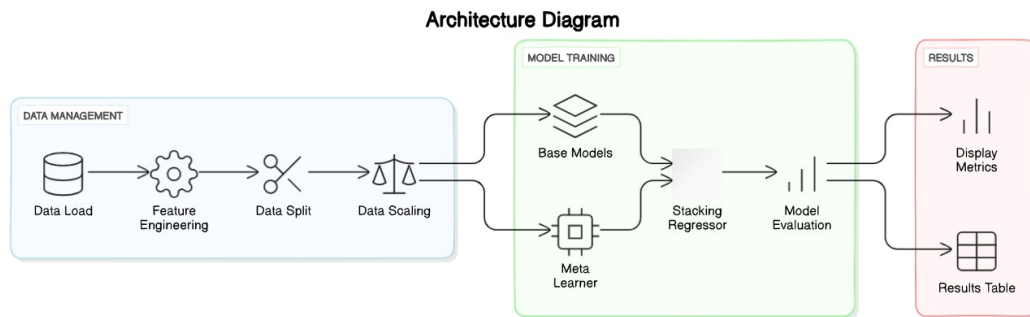 Architecture Diagram
DATA MANAGEMENT
Data Load
Feature
Engineering
Data Split
Data Scaling
MODEL TRAINING
Base Models
Meta
Learner
Stacking
Regressor
Model
Evaluation
RESULTS
Display
Metrics
Results Table